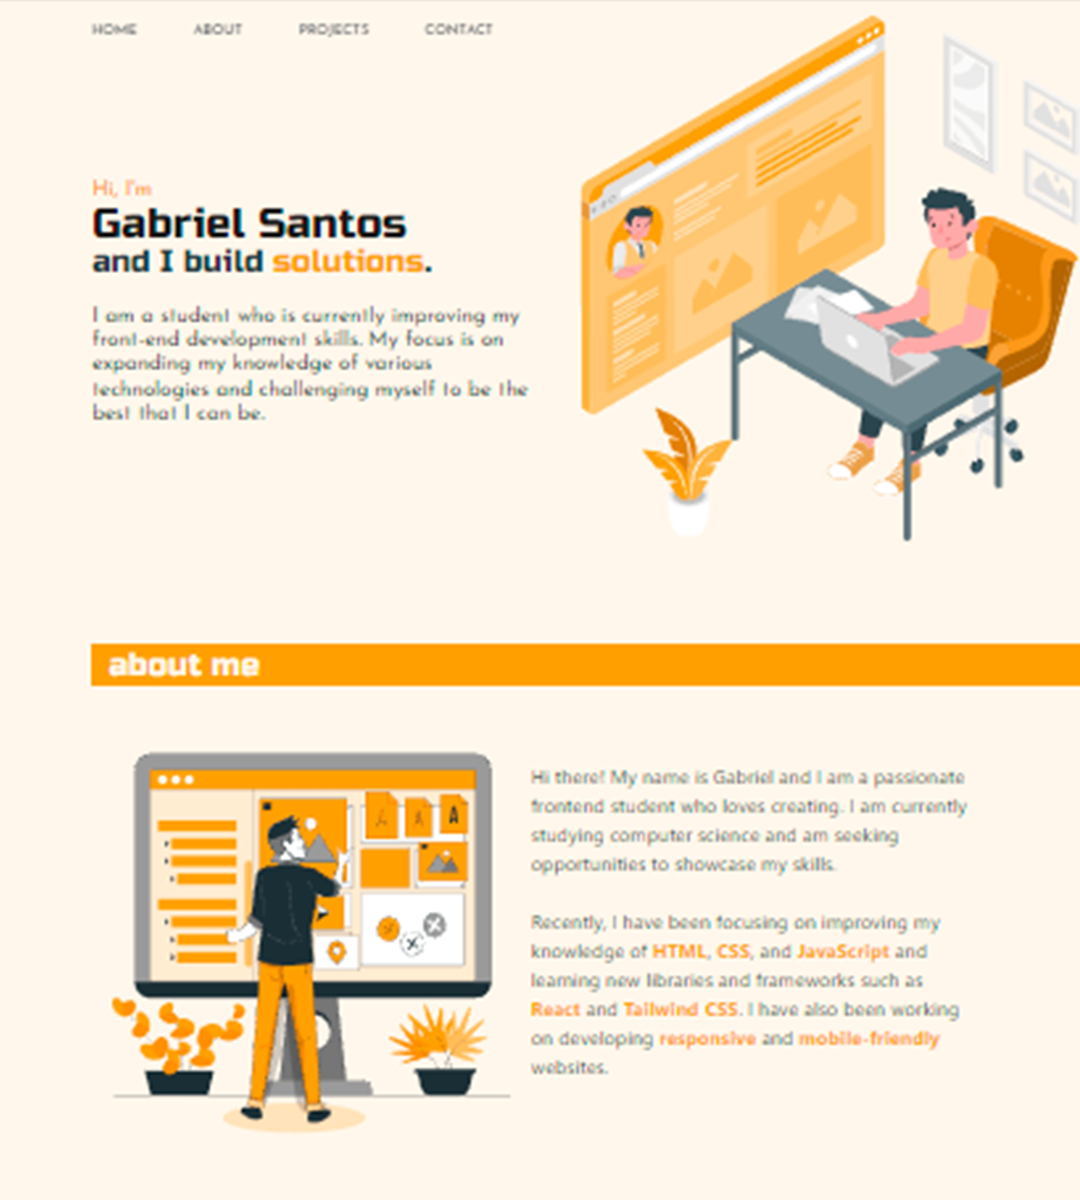 HOME ABOUT PROJECTS CONTACT
Hi, I'm
Gabriel Santos
and I build solutions.
I am a student who is currently improving my
front-end development skills. My focus is on
expanding my knowledge of various
technologies and challenging myself to be the
best that I can be.
about me
Hi there! My name is Gabriel and I am a passionate
frontend student who loves creating. I am currently
studying computer science and am seeking
opportunities to showcase my skills.
Recently, I have been focusing on improving my
knowledge of HTML, CSS, and JavaScript and
learning new libraries and frameworks such as
React and Tailwind CSS. I have also been working
on developing responsive and mobile-friendly
websites.
A A A